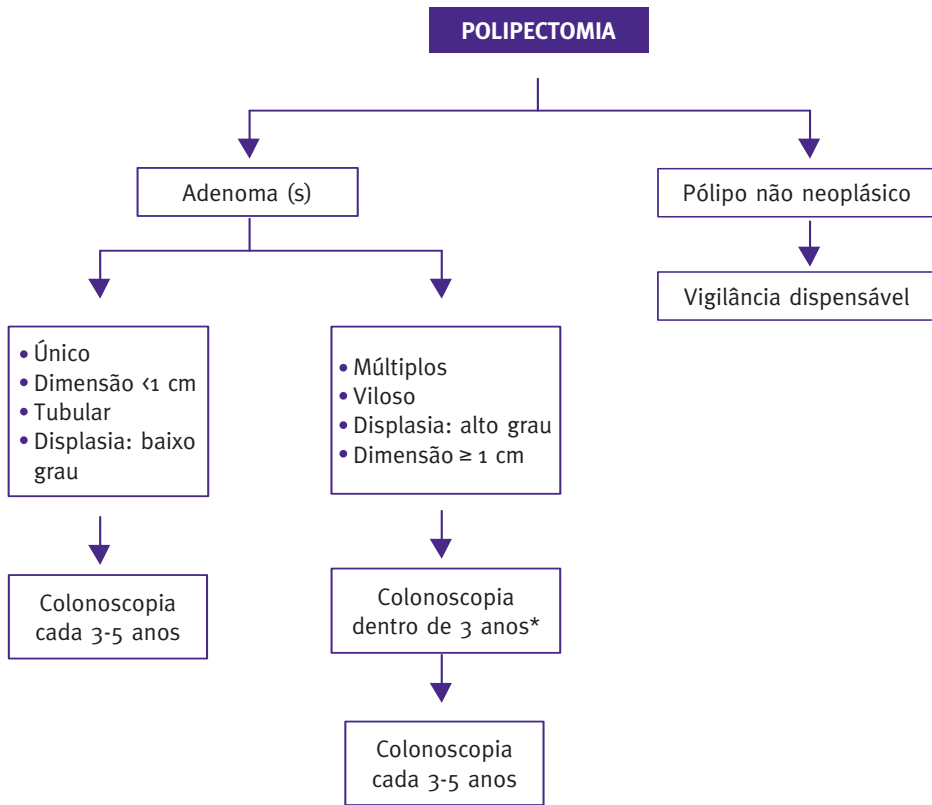 POLIPECTOMIA
Adenoma (s)
Pólipo não neoplásico
Vigilância dispensável
• Único
• Dimensão <1 cm
• Tubular
• Displasia: baixo
grau
• Múltiplos
• Viloso
• Displasia: alto grau
• Dimensão ≥ 1 cm
Colonoscopia
cada 3-5 anos
Colonoscopia
dentro de 3 anos*
Colonoscopia
cada 3-5 anos